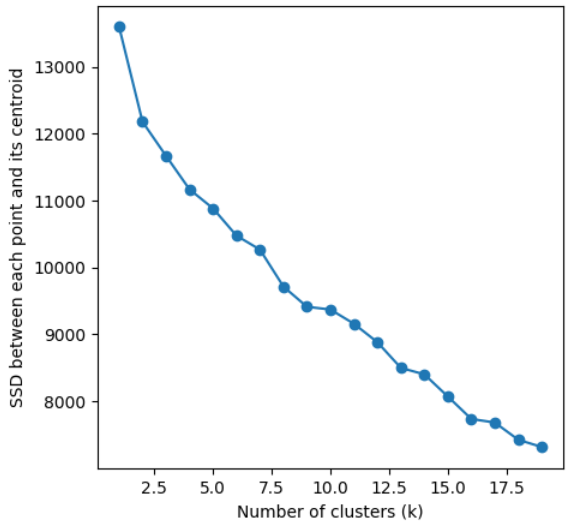 SSD between each point and its centroid
13000
12000
11000
10000
9000
8000
2.5 5.0 7.5 10.0 12.5 15.0 17.5
Number of clusters (k)